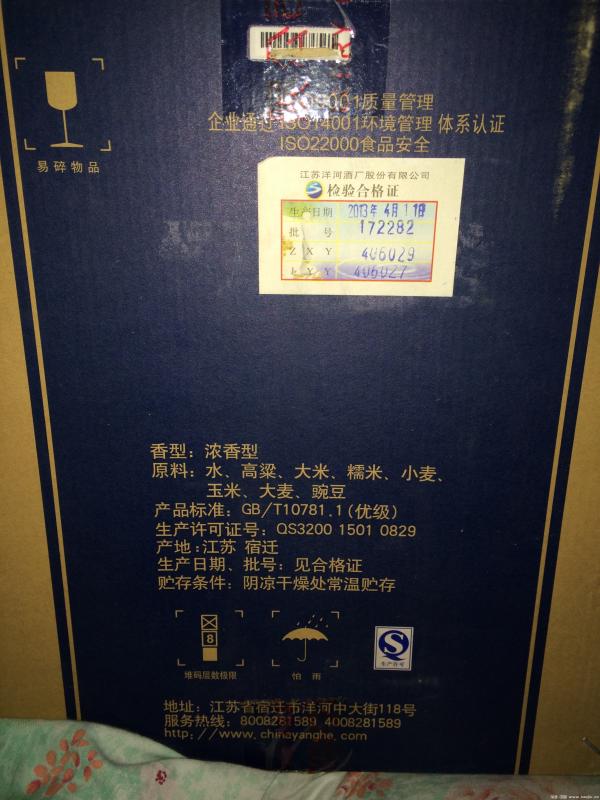 易碎物品
ISO9001质量管理
企业通过 ISO14001环境管理 体系认证
ISO22000食品安全
江苏洋河酒厂股份有限公司
检验合格证
生产日期 2013年 4月 11日
批 号 172282
Z X Y 406029
F Y Y 406027
香型：浓香型
原料：水、高粱、大米、糯米、小麦、
玉米、大麦、豌豆
产品标准：GB/T10781.1(优级)
生产许可证号：QS3200 1501 0829
产地:江苏 宿迁
生产日期、批号：见合格证
贮存条件：阴凉干燥处常温贮存
8
堆码层数极限
怕 雨
生产许可
地址：江苏省宿迁市洋河中大街118号
服务热线：8008281589 4008281589
http://www.chinayanghe.com